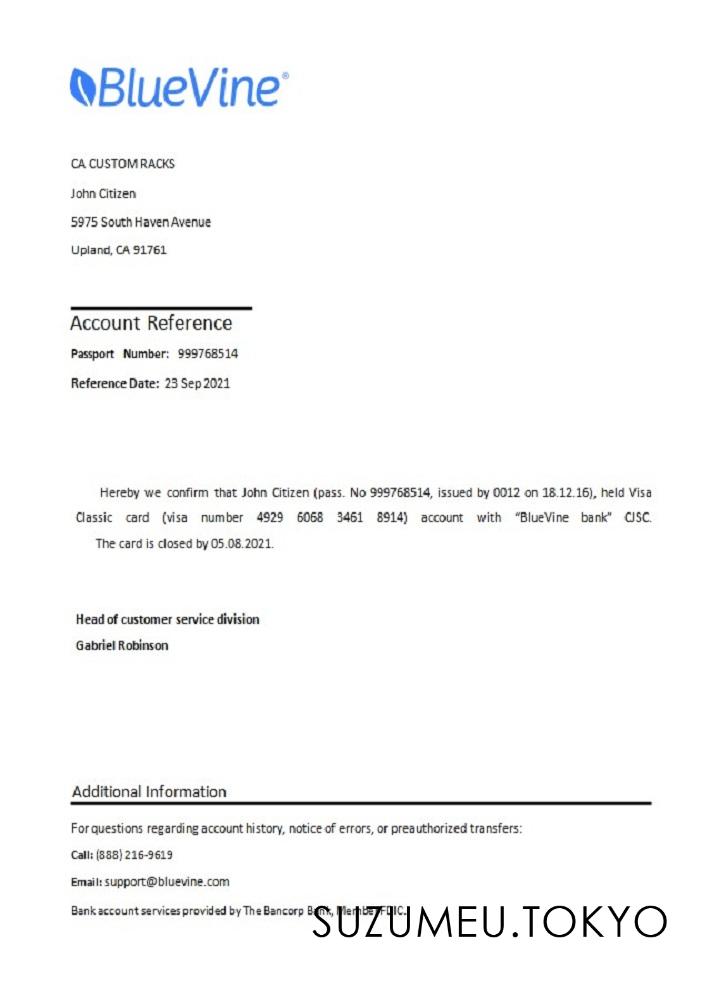 BlueVine®
CA CUSTOM RACKS
John Citizen
5975 South Haven Avenue
Upland, CA 91761
Account Reference
Passport Number: 999768514
Reference Date: 23 Sep 2021
Hereby we confirm that John Citizen (pass. No 999768514, issued by 0012 on 18.12.16), held Visa
Classic card (visa number 4929 6068 3461 8914) account with "BlueVine bank" CJSC.
The card is closed by 05.08.2021.
Head of customer service division
Gabriel Robinson
Additional Information
For questions regarding account history, notice of errors, or preauthorized transfers:
Call: (888) 216-9619
Email: support@bluevine.com
Bank account services provided by The Bancorp Bank, Member FDIC.
SUZUMEU.TOKYO